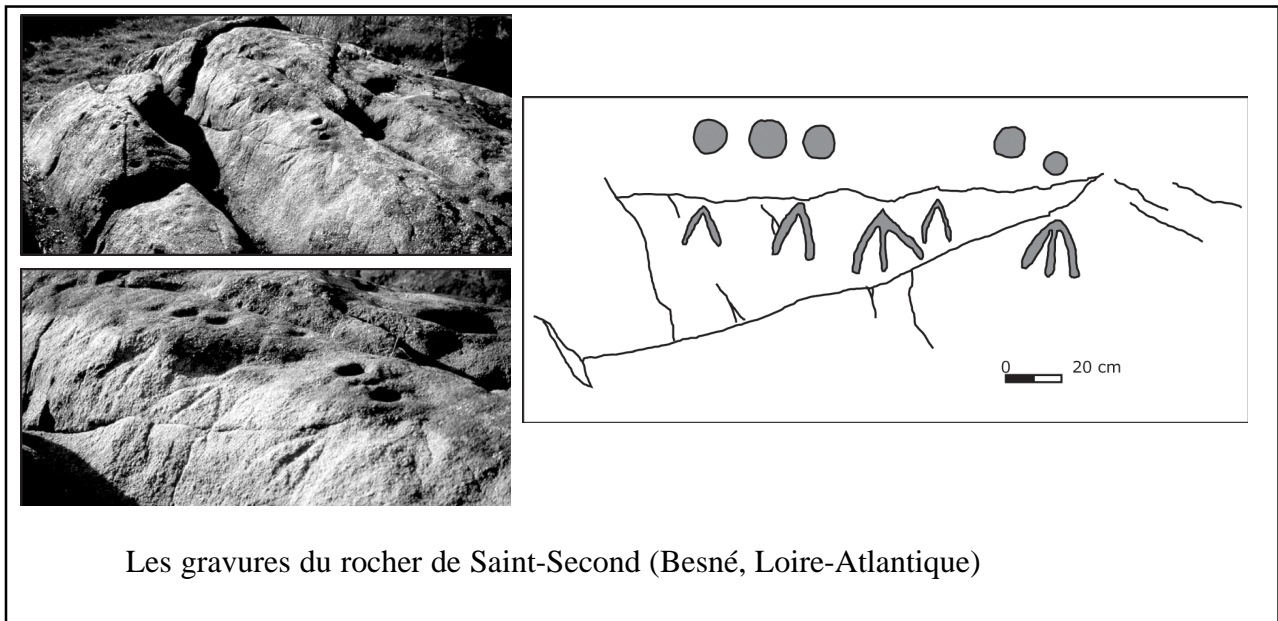 0 20 cm
Les gravures du rocher de Saint-Second (Besné, Loire-Atlantique)